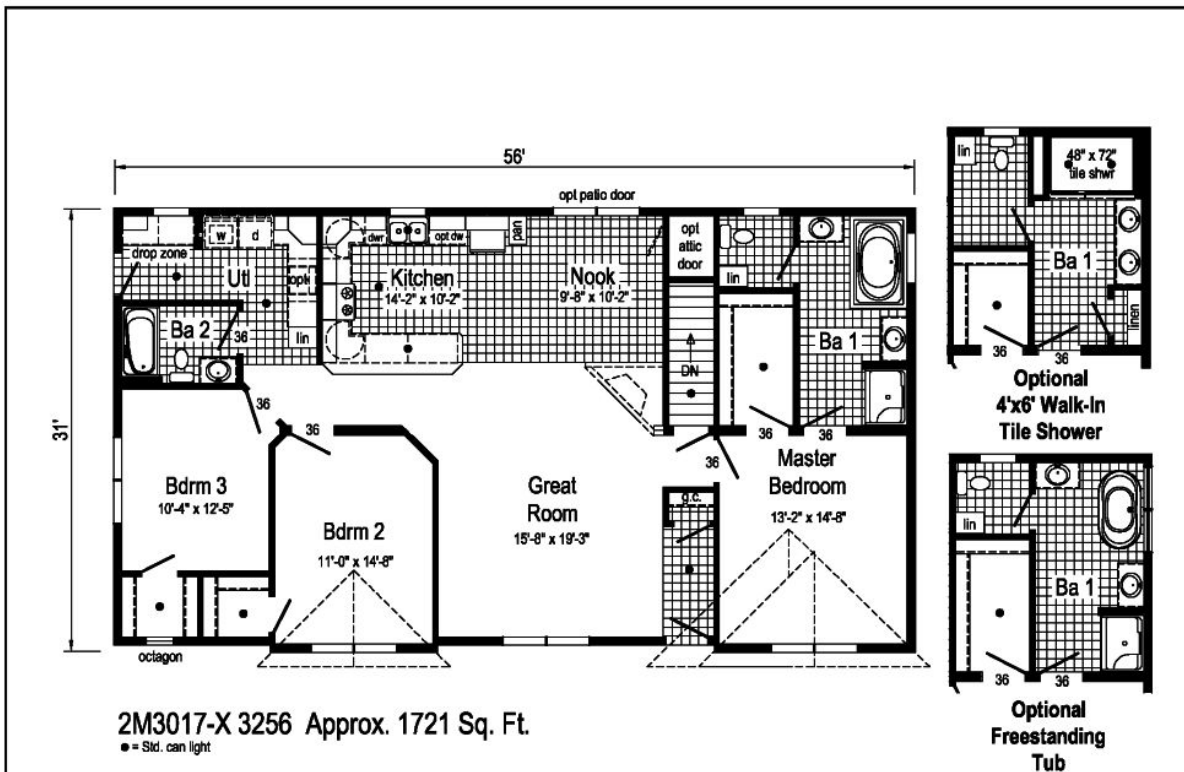 56'
31'
opt patio door
drop zone
w
d
Utl
opk
lin
36
Ba 2
dwr
opt dw
pan
Kitchen
14'-2" x 10'-2"
Nook
9'-8" x 10'-2"
opt
attic
door
DN
lin
Ba 1
36
36
36
36
36
Bdrm 3
10'-4" x 12'-5"
Bdrm 2
11'-0" x 14'-8"
Great
Room
15'-8" x 19'-3"
g.c.
Master
Bedroom
13'-2" x 14'-8"
octagon
2M3017-X 3256 Approx. 1721 Sq. Ft.
● = Std. can light
lin
48" x 72"
tile shwr
Ba 1
linen
36
36
Optional
4'x6' Walk-In
Tile Shower
lin
Ba 1
36
36
Optional
Freestanding
Tub